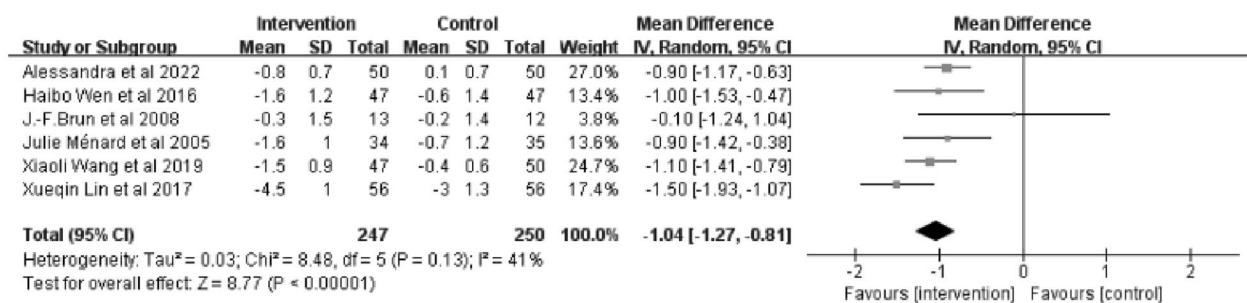 Intervention Control Mean Difference Mean Difference
Study or Subgroup Mean SD Total Mean SD Total Weight IV, Random, 95% CI IV, Random, 95% CI
Alessandra et al 2022 -0.8 0.7 50 0.1 0.7 50 27.0% -0.90 [-1.17, -0.63]
Haibo Wen et al 2016 -1.6 1.2 47 -0.6 1.4 47 13.4% -1.00 [-1.53, -0.47]
J.-F.Brun et al 2008 -0.3 1.5 13 -0.2 1.4 12 3.8% -0.10 [-1.24, 1.04]
Julie Ménard et al 2005 -1.6 1 34 -0.7 1.2 35 13.6% -0.90 [-1.42, -0.38]
Xiaoli Wang et al 2019 -1.5 0.9 47 -0.4 0.6 50 24.7% -1.10 [-1.41, -0.79]
Xueqin Lin et al 2017 -4.5 1 56 -3 1.3 56 17.4% -1.50 [-1.93, -1.07]
Total (95% CI) 247 250 100.0% -1.04 [-1.27, -0.81]
Heterogeneity: Tau² = 0.03; Chi² = 8.48, df = 5 (P = 0.13); I² = 41%
Test for overall effect: Z = 8.77 (P < 0.00001)
-2 -1 0 1 2
Favours [intervention] Favours [control]